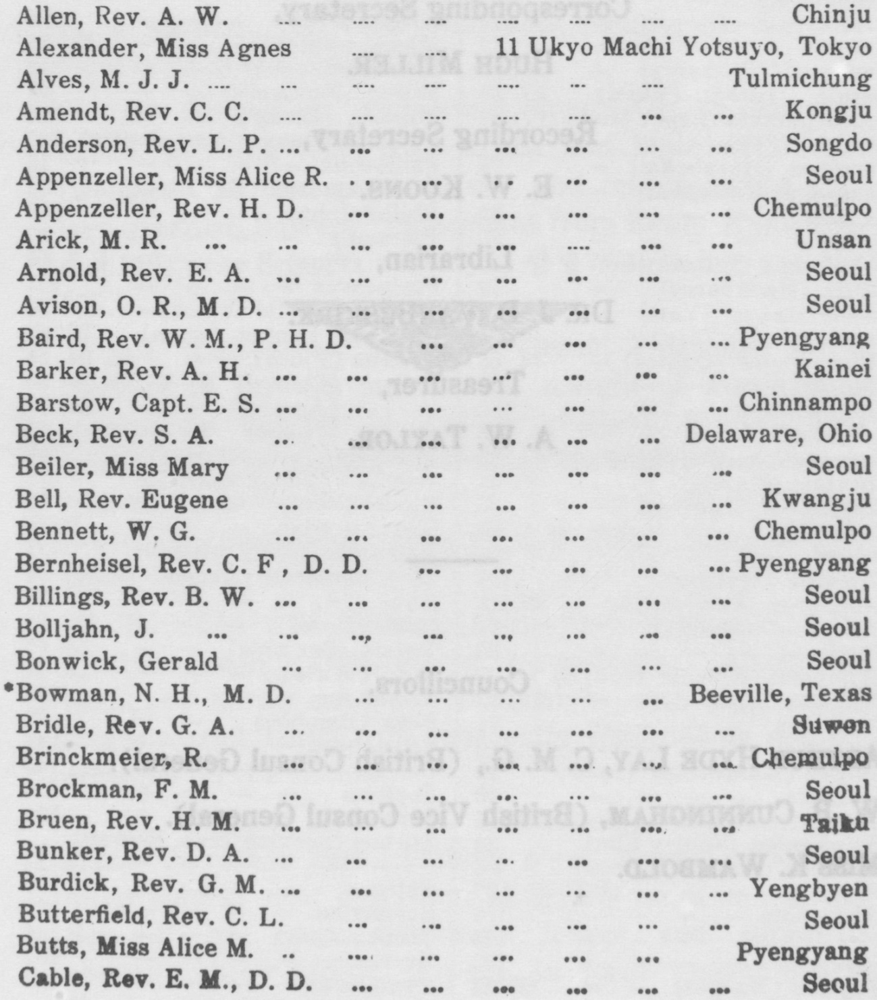 Allen, Rev. A. W. .... .... .... .... .... .... .... Chinju
Alexander, Miss Agnes .... .... 11 Ukyo Machi Yotsuyo, Tokyo
Alves, M. J. J. .... ... .... .... .... ... .... Tulmichung
Amendt, Rev. C. C. .... .... .... .... .... ... ... Kongju
Anderson, Rev. L. P. ... ... ... ... ... ... ... Songdo
Appenzeller, Miss Alice R. .. ... .. ... ... ... Seoul
Appenzeller, Rev. H. D. ... ... ... ... ... ... Chemulpo
Arick, M. R. ... ... ... ... ... .... ... ... Unsan
Arnold, Rev. E. A. ... ... ... ... ... ... ... Seoul
Avison, O. R., M. D. ... ... ... ... ... ... ... Seoul
Baird, Rev. W. M., P. H. D. ... ... ... ... ... Pyengyang
Barker, Rev. A. H. ... ... ... ... ... ... ... Kainei
Barstow, Capt. E. S. ... ... ... ... ... ... ... Chinnampo
Beck, Rev. S. A. ... ... ... ... ... ... Delaware, Ohio
Beiler, Miss Mary ... ... ... ... ... ... ... Seoul
Bell, Rev. Eugene ... ... ... ... ... ... ... Kwangju
Bennett, W. G. ... ... ... ... ... ... ... Chemulpo
Bernheisel, Rev. C. F , D. D. ... ... ... ... ... Pyengyang
Billings, Rev. B. W. ... ... ... ... ... ... ... Seoul
Bolljahn, J. ... ... ... ... ... ... ... ... Seoul
Bonwick, Gerald ... ... ... ... ... ... ... Seoul
*Bowman, N. H., M. D. ... ... ... ... ... Beeville, Texas
Bridle, Rev. G. A. ... ... ... ... ... ... ... Suwon
Brinckmeier, R. ... ... ... ... ... ... ... Chemulpo
Brockman, F. M. ... ... ... ... ... ... ... Seoul
Bruen, Rev. H. M. ... ... ... ... ... ... ... Taiku
Bunker, Rev. D. A. ... ... ... ... ... ... ... Seoul
Burdick, Rev. G. M. ... ... ... ... ... ... ... Yengbyen
Butterfield, Rev. C. L. ... ... ... ... ... ... Seoul
Butts, Miss Alice M. .. .... ... ... ... ... Pyengyang
Cable, Rev. E. M., D. D. ... ... ... ... ... ... Seoul